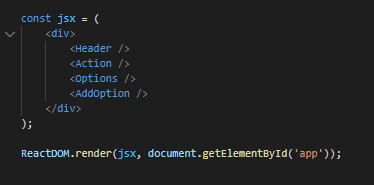 const jsx = (
    <div>
        <Header />
        <Action />
        <Options />
        <AddOption />
    </div>
);

ReactDOM.render(jsx, document.getElementById('app'));